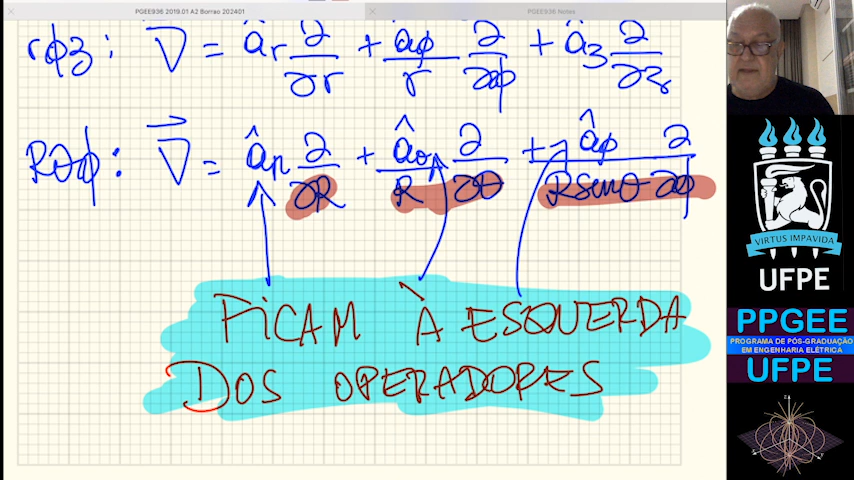 PGEE936 2019.01 A2 Borrao 202401
PGEE936 Notes
rφz: ∇⃗ = âr ∂/∂r + âφ/r ∂/∂φ + âz ∂/∂z
Rθφ: ∇⃗ = âR ∂/∂R + âθ/R ∂/∂θ + âφ/(R senθ) ∂/∂φ
FICAM À ESQUERDA
DOS OPERADORES
VIRTUS IMPAVIDA
UFPE
PPGEE
PROGRAMA DE PÓS-GRADUAÇÃO
EM ENGENHARIA ELÉTRICA
UFPE